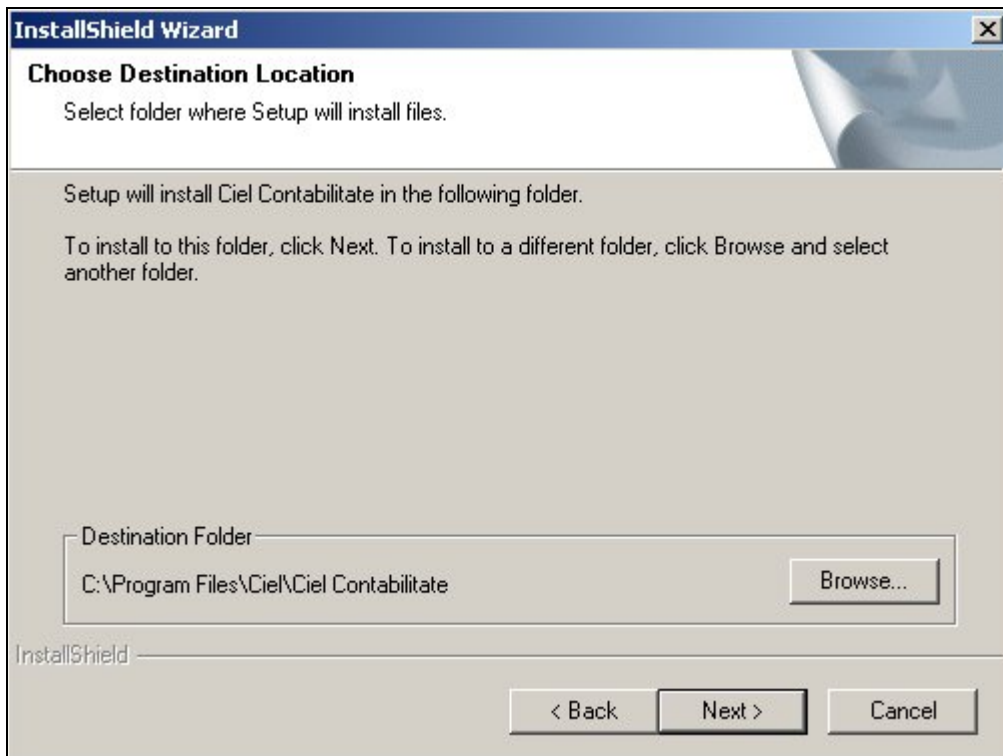 InstallShield Wizard
Choose Destination Location
Select folder where Setup will install files.
Setup will install Ciel Contabilitate in the following folder.
To install to this folder, click Next. To install to a different folder, click Browse and select
another folder.
Destination Folder
C:\Program Files\Ciel\Ciel Contabilitate
Browse...
InstallShield
< Back
Next >
Cancel